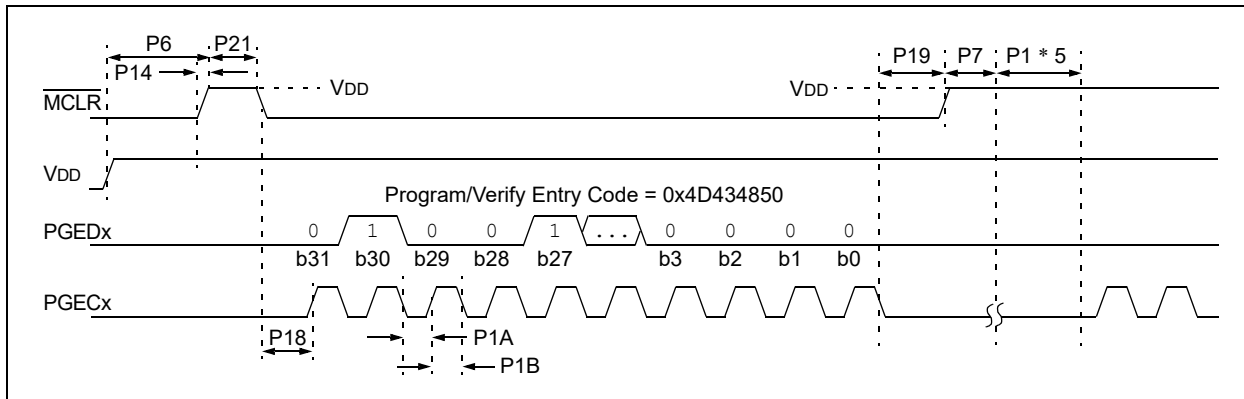 P6 P21 P19 P7 P1 * 5
P14 VDD VDD
MCLR
VDD
Program/Verify Entry Code = 0x4D434850
PGEDx 0 1 0 0 1 ... 0 0 0 0
b31 b30 b29 b28 b27 b3 b2 b1 b0
PGECx
P18 P1A
P1B